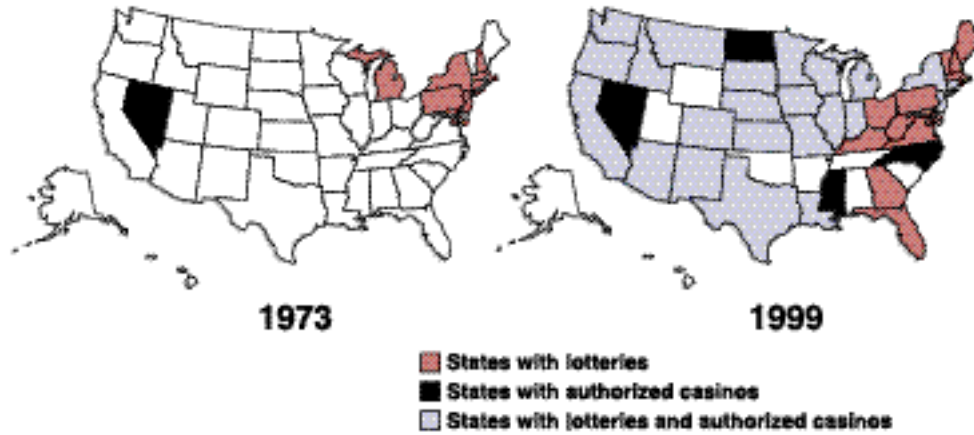 1973
1999
States with lotteries
States with authorized casinos
States with lotteries and authorized casinos